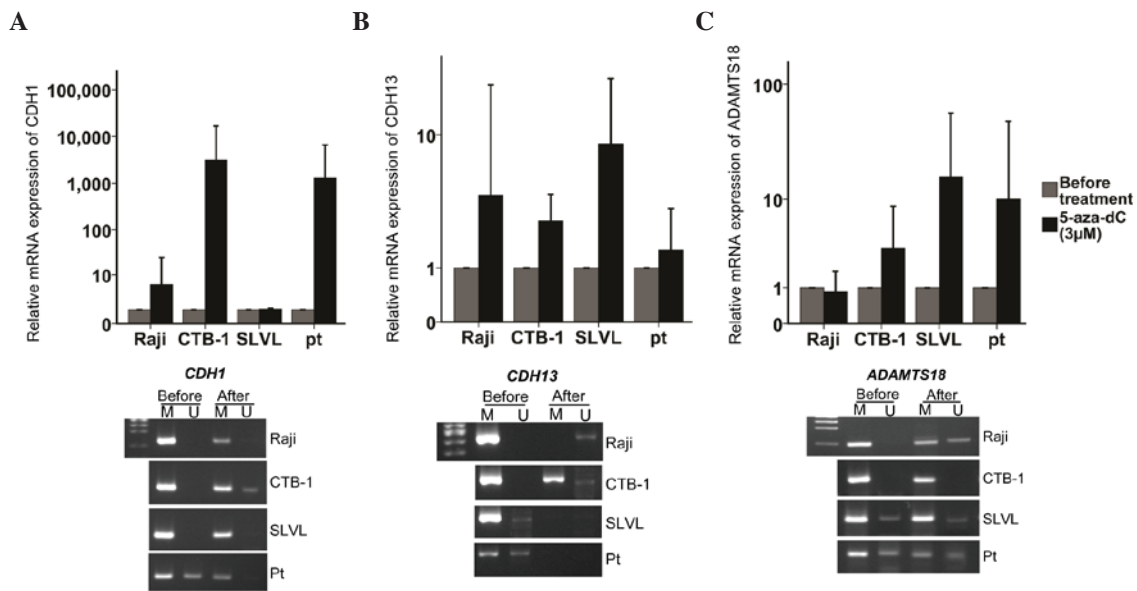 A
B
C
Relative mRNA expression of CDH1
100,000
10,000
1,000
100
10
0
Raji CTB-1 SLVL pt
Relative mRNA expression of CDH13
10
1
0
Raji CTB-1 SLVL pt
Relative mRNA expression of ADAMTS18
100
10
1
0
Raji CTB-1 SLVL pt
Before
treatment
5-aza-dC
(3µM)
CDH1
Before After
M U M U
Raji
CTB-1
SLVL
Pt
CDH13
Before After
M U M U
Raji
CTB-1
SLVL
Pt
ADAMTS18
Before After
M U M U
Raji
CTB-1
SLVL
Pt